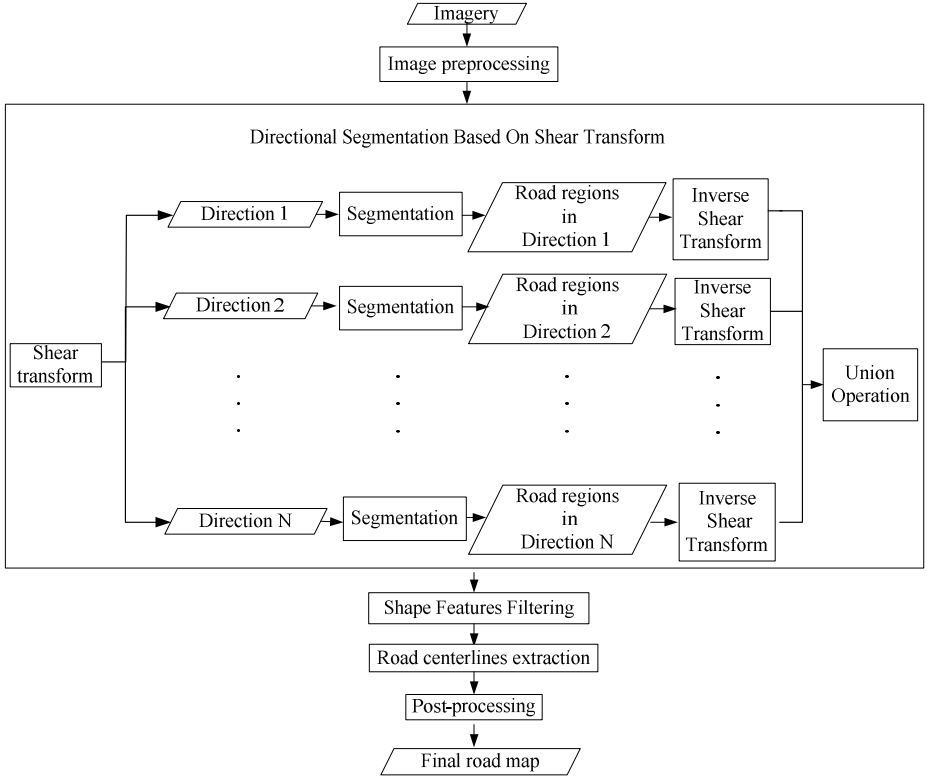 Imagery
Image preprocessing
Directional Segmentation Based On Shear Transform
Direction 1
Segmentation
Road regions
in
Direction 1
Inverse
Shear
Transform
Direction 2
Segmentation
Road regions
in
Direction 2
Inverse
Shear
Transform
Shear
transform
Union
Operation
Direction N
Segmentation
Road regions
in
Direction N
Inverse
Shear
Transform
Shape Features Filtering
Road centerlines extraction
Post-processing
Final road map